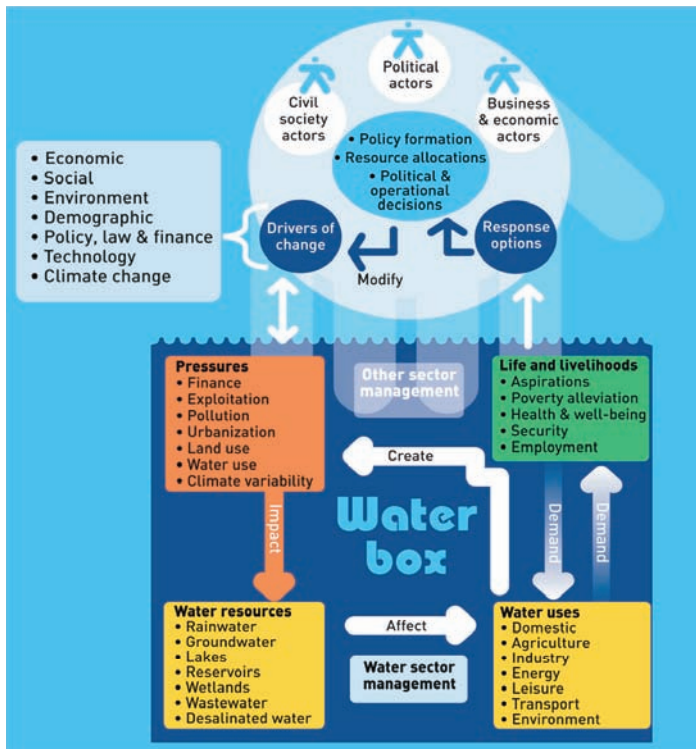 Political
actors
Civil
society
actors
Business
& economic
actors
• Policy formation
• Resource allocations
• Political &
operational
decisions
• Economic
• Social
• Environment
• Demographic
• Policy, law & finance
• Technology
• Climate change
Drivers of
change
Response
options
Modify
Pressures
• Finance
• Exploitation
• Pollution
• Urbanization
• Land use
• Water use
• Climate variability
Other sector
management
Life and livelihoods
• Aspirations
• Poverty alleviation
• Health & well-being
• Security
• Employment
Create
Impact
Water
box
Demand
Demand
Water resources
• Rainwater
• Groundwater
• Lakes
• Reservoirs
• Wetlands
• Wastewater
• Desalinated water
Affect
Water sector
management
Water uses
• Domestic
• Agriculture
• Industry
• Energy
• Leisure
• Transport
• Environment